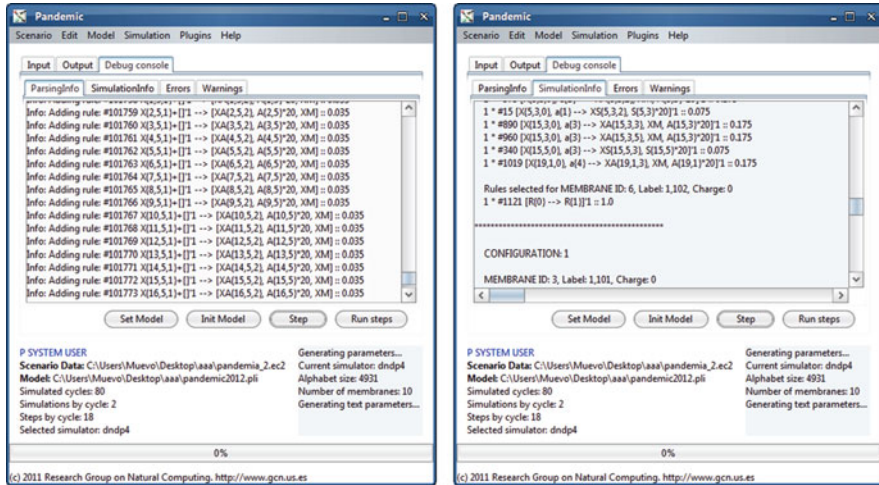 Pandemic
Scenario Edit Model Simulation Plugins Help
Input Output Debug console
ParsingInfo SimulationInfo Errors Warnings
Info: Adding rule: #101759 X(2,5,1)+[]'1 --> [XA(2,5,2), A(2,5)*20, XM] :: 0.035
Info: Adding rule: #101760 X(3,5,1)+[]'1 --> [XA(3,5,2), A(3,5)*20, XM] :: 0.035
Info: Adding rule: #101761 X(4,5,1)+[]'1 --> [XA(4,5,2), A(4,5)*20, XM] :: 0.035
Info: Adding rule: #101762 X(5,5,1)+[]'1 --> [XA(5,5,2), A(5,5)*20, XM] :: 0.035
Info: Adding rule: #101763 X(6,5,1)+[]'1 --> [XA(6,5,2), A(6,5)*20, XM] :: 0.035
Info: Adding rule: #101764 X(7,5,1)+[]'1 --> [XA(7,5,2), A(7,5)*20, XM] :: 0.035
Info: Adding rule: #101765 X(8,5,1)+[]'1 --> [XA(8,5,2), A(8,5)*20, XM] :: 0.035
Info: Adding rule: #101766 X(9,5,1)+[]'1 --> [XA(9,5,2), A(9,5)*20, XM] :: 0.035
Info: Adding rule: #101767 X(10,5,1)+[]'1 --> [XA(10,5,2), A(10,5)*20, XM] :: 0.035
Info: Adding rule: #101768 X(11,5,1)+[]'1 --> [XA(11,5,2), A(11,5)*20, XM] :: 0.035
Info: Adding rule: #101769 X(12,5,1)+[]'1 --> [XA(12,5,2), A(12,5)*20, XM] :: 0.035
Info: Adding rule: #101770 X(13,5,1)+[]'1 --> [XA(13,5,2), A(13,5)*20, XM] :: 0.035
Info: Adding rule: #101771 X(14,5,1)+[]'1 --> [XA(14,5,2), A(14,5)*20, XM] :: 0.035
Info: Adding rule: #101772 X(15,5,1)+[]'1 --> [XA(15,5,2), A(15,5)*20, XM] :: 0.035
Info: Adding rule: #101773 X(16,5,1)+[]'1 --> [XA(16,5,2), A(16,5)*20, XM] :: 0.035
Set Model Init Model Step Run steps
P SYSTEM USER
Scenario Data: C:\Users\Muevo\Desktop\aaa\pandemia_2.ec2
Model: C:\Users\Muevo\Desktop\aaa\pandemic2012.pli
Simulated cycles: 80
Simulations by cycle: 2
Steps by cycle: 18
Selected simulator: dndp4
Generating parameters...
Current simulator: dndp4
Alphabet size: 4931
Number of membranes: 10
Generating text parameters...
0%
(c) 2011 Research Group on Natural Computing. http://www.gcn.us.es
Pandemic
Scenario Edit Model Simulation Plugins Help
Input Output Debug console
ParsingInfo SimulationInfo Errors Warnings
1 * #15 [X(5,3,0), a(1) --> XS(5,3,2), S(5,3)*20]'1 :: 0.075
1 * #890 [X(15,3,0), a(3) --> XA(15,3,3), XM, A(15,3)*20]'1 :: 0.175
1 * #960 [X(15,5,0), a(3) --> XA(15,5,3), XM, A(15,5)*20]'1 :: 0.175
1 * #340 [X(15,5,0), a(3) --> XS(15,5,3), S(15,5)*20]'1 :: 0.075
1 * #1019 [X(19,1,0), a(4) --> XA(19,1,3), XM, A(19,1)*20]'1 :: 0.175
Rules selected for MEMBRANE ID: 6, Label: 1,102, Charge: 0
1 * #1121 [R(0) --> R(1)]'1 :: 1.0
CONFIGURATION: 1
MEMBRANE ID: 3, Label: 1,101, Charge: 0
Set Model Init Model Step Run steps
P SYSTEM USER
Scenario Data: C:\Users\Muevo\Desktop\aaa\pandemia_2.ec2
Model: C:\Users\Muevo\Desktop\aaa\pandemic2012.pli
Simulated cycles: 80
Simulations by cycle: 2
Steps by cycle: 18
Selected simulator: dndp4
Generating parameters...
Current simulator: dndp4
Alphabet size: 4931
Number of membranes: 10
Generating text parameters...
0%
(c) 2011 Research Group on Natural Computing. http://www.gcn.us.es